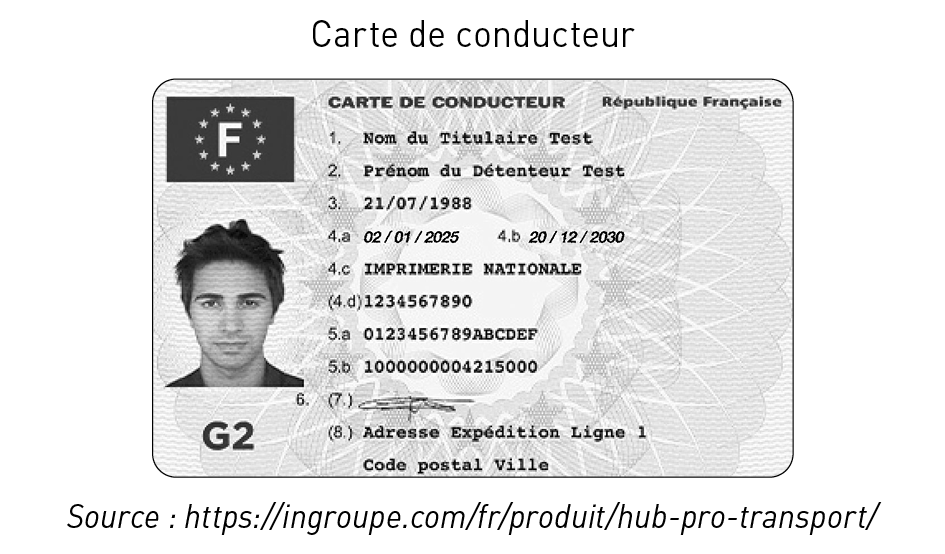 Carte de conducteur
F
CARTE DE CONDUCTEUR République Française
1. Nom du Titulaire Test
2. Prénom du Détenteur Test
3. 21/07/1988
4.a 02 / 01 / 2025 4.b 20 / 12 / 2030
4.c IMPRIMERIE NATIONALE
(4.d) 1234567890
5.a 0123456789ABCDEF
5.b 1000000004215000
6. (7.)
G2
(8.) Adresse Expédition Ligne 1
Code postal Ville
Source : https://ingroupe.com/fr/produit/hub-pro-transport/